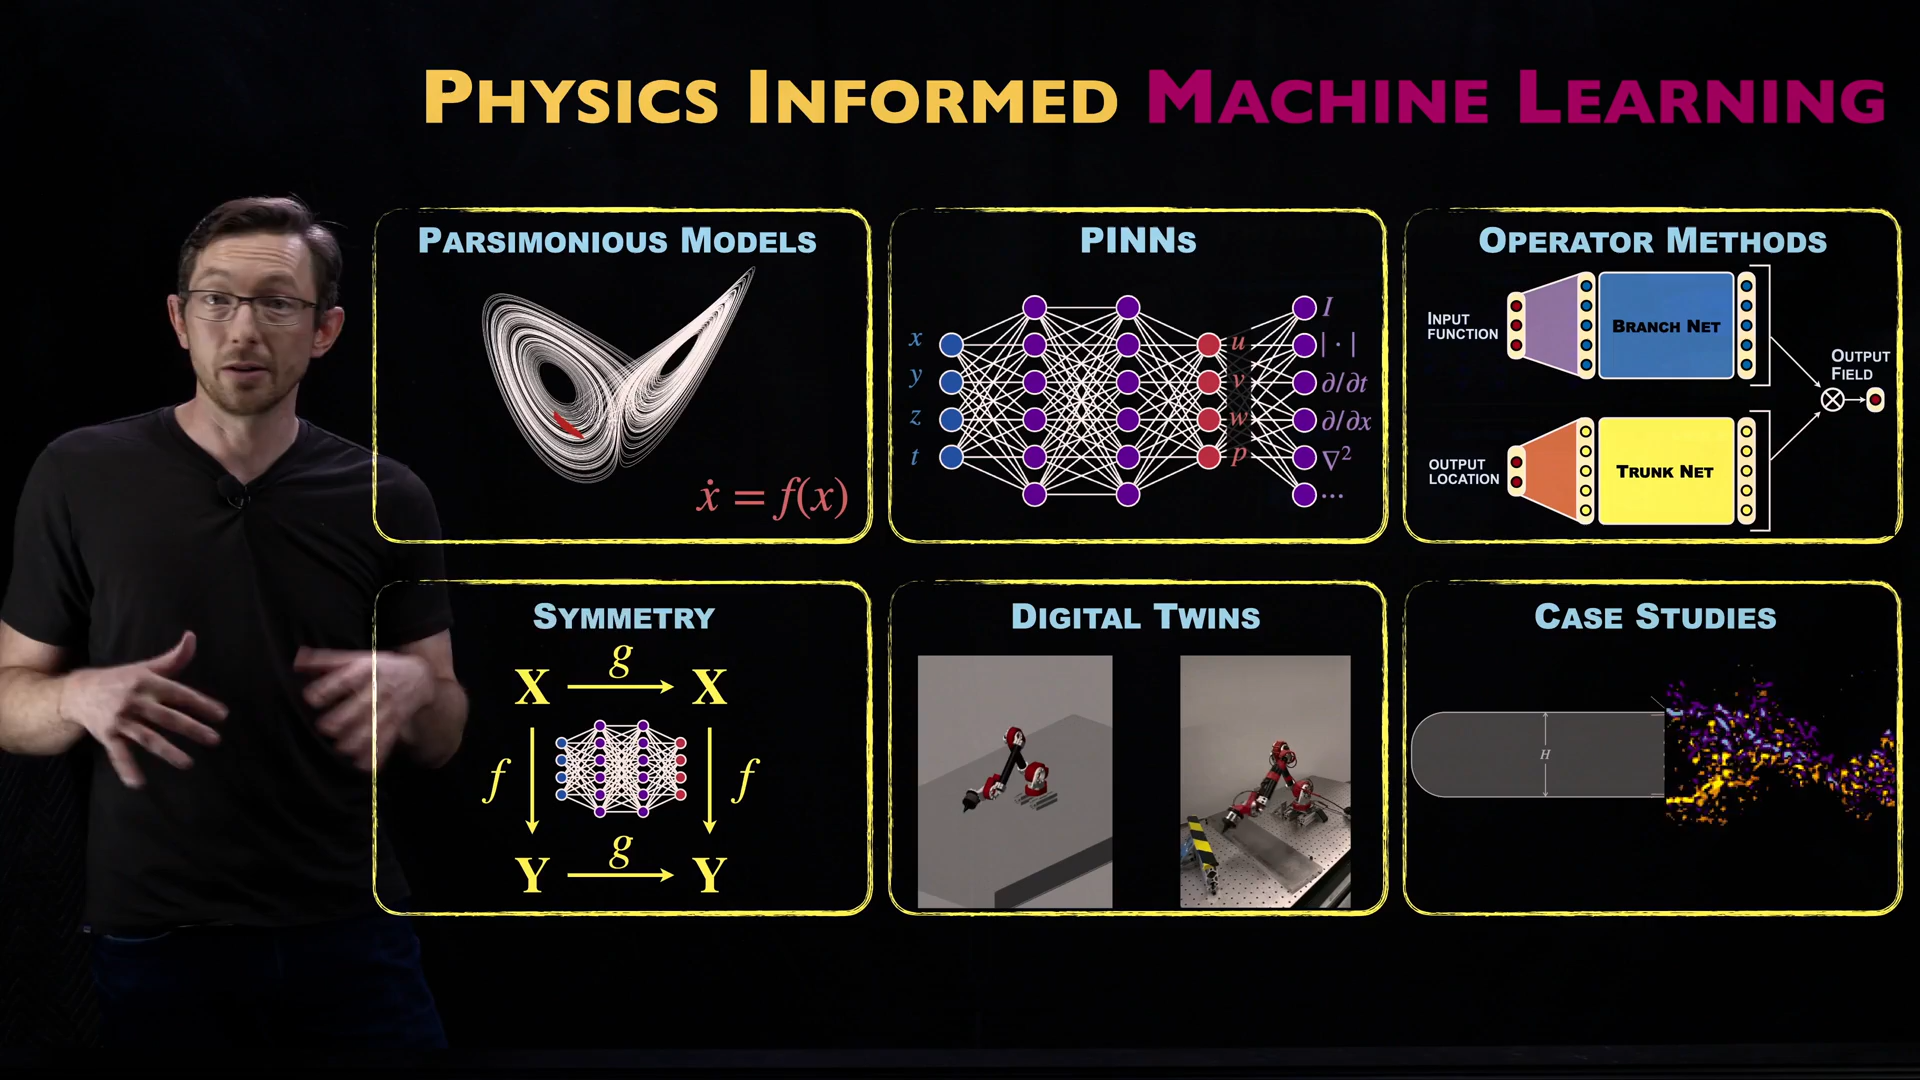 PHYSICS INFORMED MACHINE LEARNING
PARSIMONIOUS MODELS
ẋ = f(x)
PINNS
x
y
z
t
u
v
w
p
I
| · |
∂/∂t
∂/∂x
∇²
...
OPERATOR METHODS
INPUT
FUNCTION
BRANCH NET
OUTPUT
FIELD
OUTPUT
LOCATION
TRUNK NET
SYMMETRY
g
X X
f f
g
Y Y
DIGITAL TWINS
CASE STUDIES
H